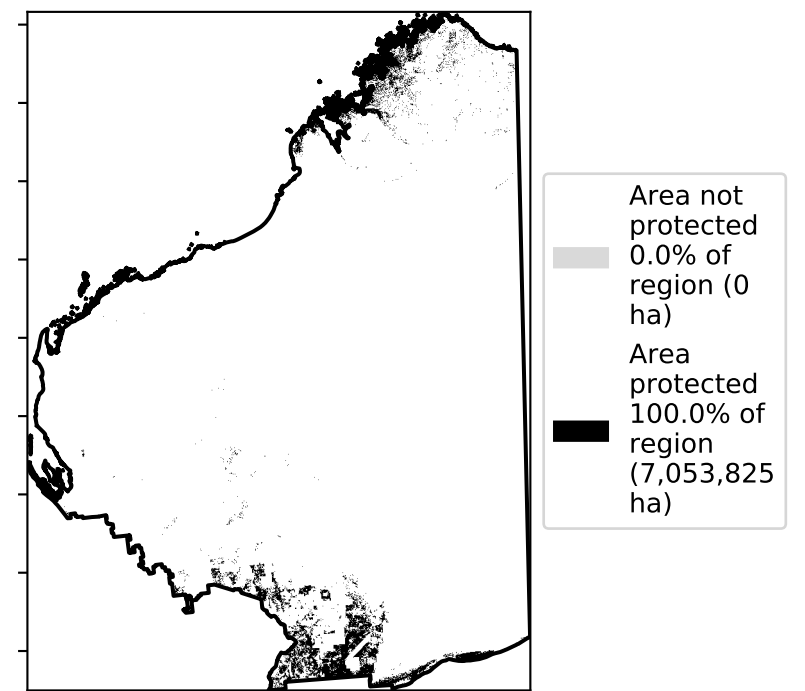 Area not
protected
0.0% of
region (0
ha)
Area
protected
100.0% of
region
(7,053,825
ha)